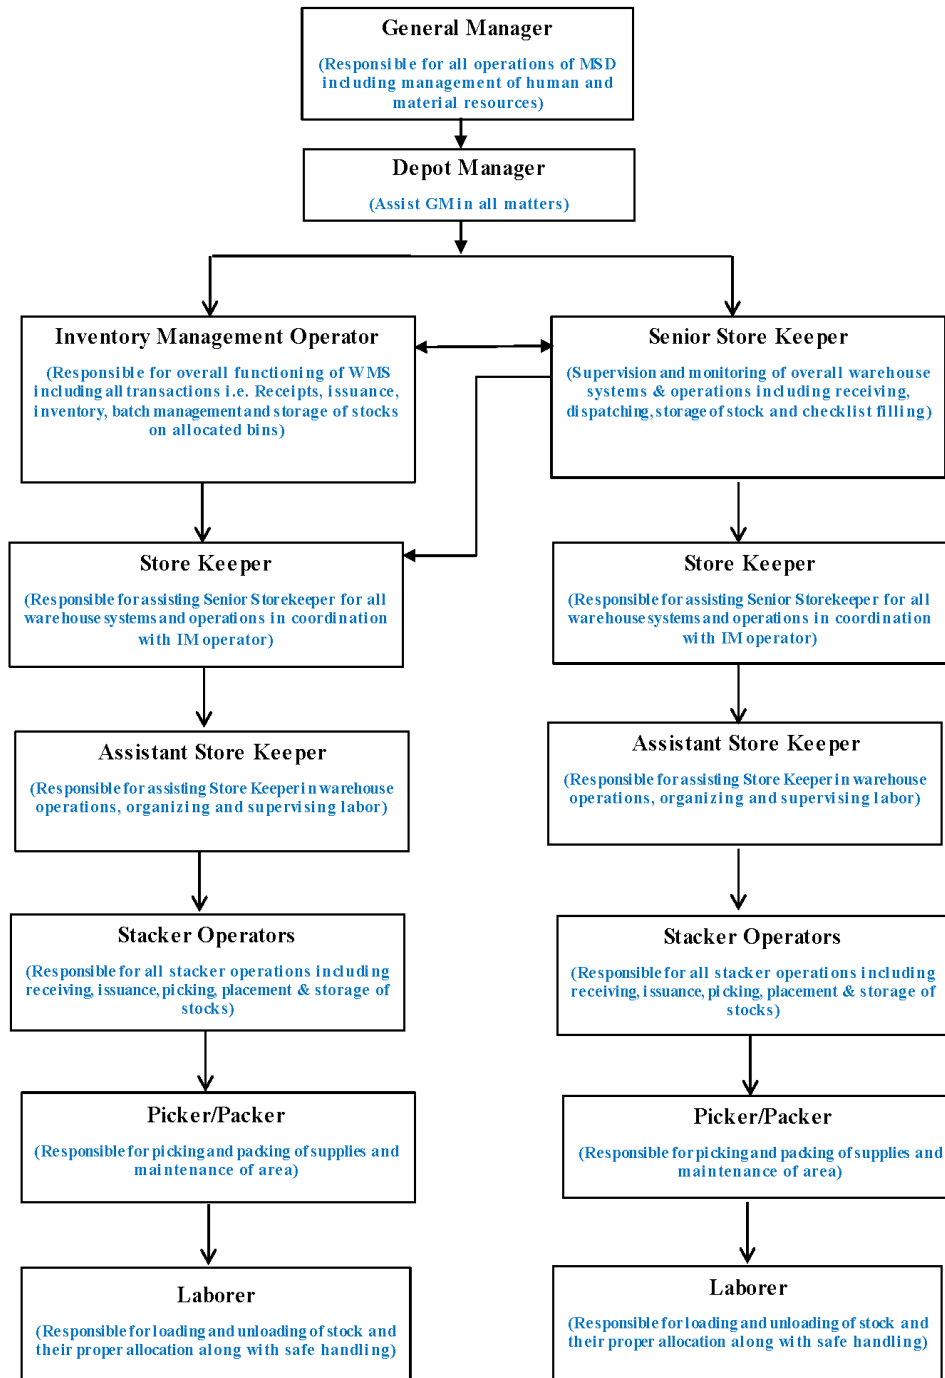 General Manager
(Responsible for all operations of MSD
including management of human and
material resources)
Depot Manager
(Assist GM in all matters)
Inventory Management Operator
(Responsible for overall functioning of WMS
including all transactions i.e. Receipts, issuance,
inventory, batch management and storage of stocks
on allocated bins)
Senior Store Keeper
(Supervision and monitoring of overall warehouse
systems & operations including receiving,
dispatching, storage of stock and checklist filling)
Store Keeper
(Responsible for assisting Senior Storekeeper for all
warehouse systems and operations in coordination
with IM operator)
Store Keeper
(Responsible for assisting Senior Storekeeper for all
warehouse systems and operations in coordination
with IM operator)
Assistant Store Keeper
(Responsible for assisting Store Keeper in warehouse
operations, organizing and supervising labor)
Assistant Store Keeper
(Responsible for assisting Store Keeper in warehouse
operations, organizing and supervising labor)
Stacker Operators
(Responsible for all stacker operations including
receiving, issuance, picking, placement & storage of
stocks)
Stacker Operators
(Responsible for all stacker operations including
receiving, issuance, picking, placement & storage of
stocks)
Picker/Packer
(Responsible for picking and packing of supplies and
maintenance of area)
Picker/Packer
(Responsible for picking and packing of supplies and
maintenance of area)
Laborer
(Responsible for loading and unloading of stock and
their proper allocation along with safe handling)
Laborer
(Responsible for loading and unloading of stock and
their proper allocation along with safe handling)